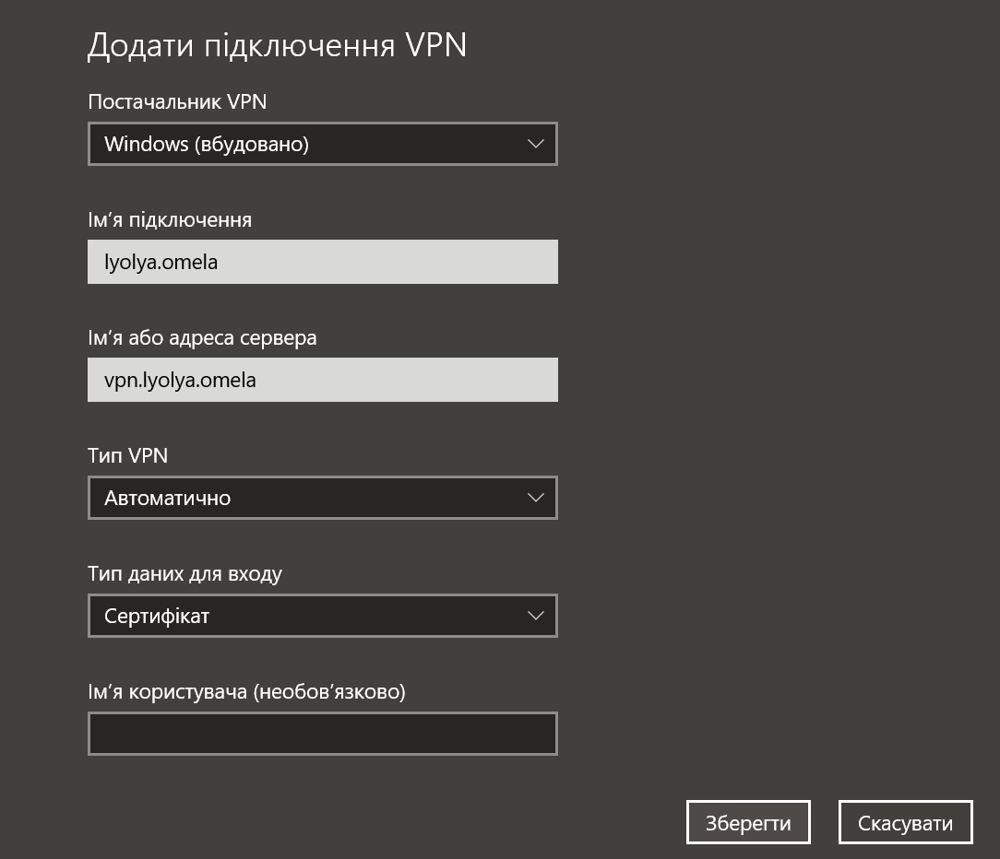 Додати підключення VPN
Постачальник VPN
Windows (вбудовано)
Ім’я підключення
lyolya.omela
Ім’я або адреса сервера
vpn.lyolya.omela
Тип VPN
Автоматично
Тип даних для входу
Сертифікат
Ім’я користувача (необов’язково)
Зберегти Скасувати